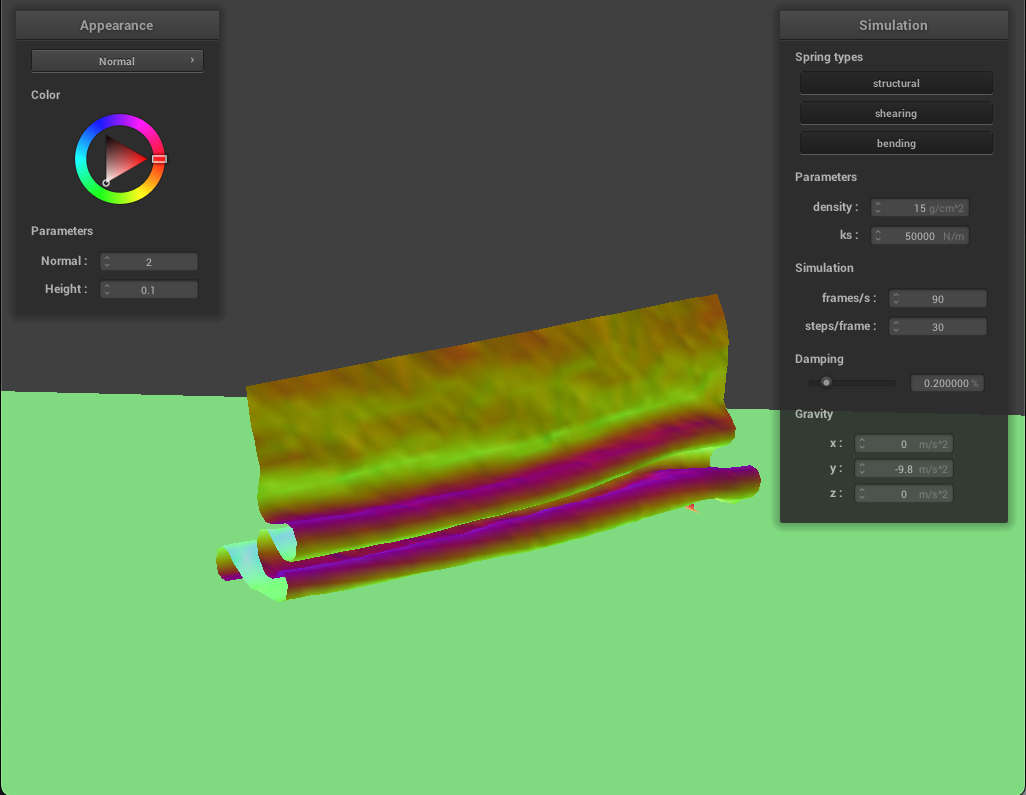 Appearance
Normal
Color
Parameters
Normal : 2
Height : 0.1
Simulation
Spring types
structural
shearing
bending
Parameters
density : 15 g/cm^2
ks : 50000 N/m
Simulation
frames/s : 90
steps/frame : 30
Damping
0.200000 %
Gravity
x : 0 m/s^2
y : -9.8 m/s^2
z : 0 m/s^2